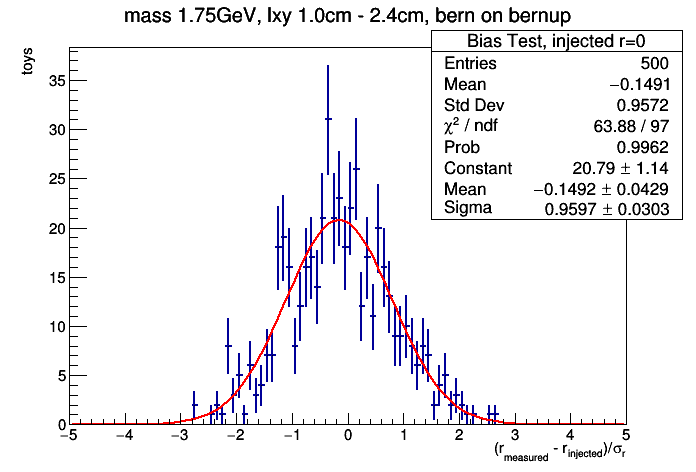 mass 1.75GeV, lxy 1.0cm - 2.4cm, bern on bernup
toys
Bias Test, injected r=0
Entries 500
Mean −0.1491
Std Dev 0.9572
χ² / ndf 63.88 / 97
Prob 0.9962
Constant 20.79 ± 1.14
Mean −0.1492 ± 0.0429
Sigma 0.9597 ± 0.0303
35
30
25
20
15
10
5
0
−5 −4 −3 −2 −1 0 1 2 3 4 5
(r_measured - r_injected)/σ_r